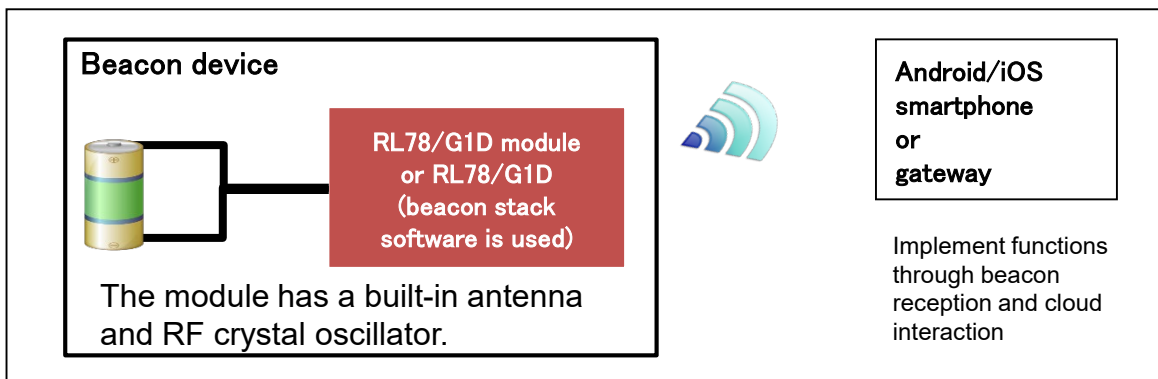 Beacon device
RL78/G1D module
or RL78/G1D
(beacon stack
software is used)
The module has a built-in antenna
and RF crystal oscillator.
Android/iOS
smartphone
or
gateway
Implement functions
through beacon
reception and cloud
interaction